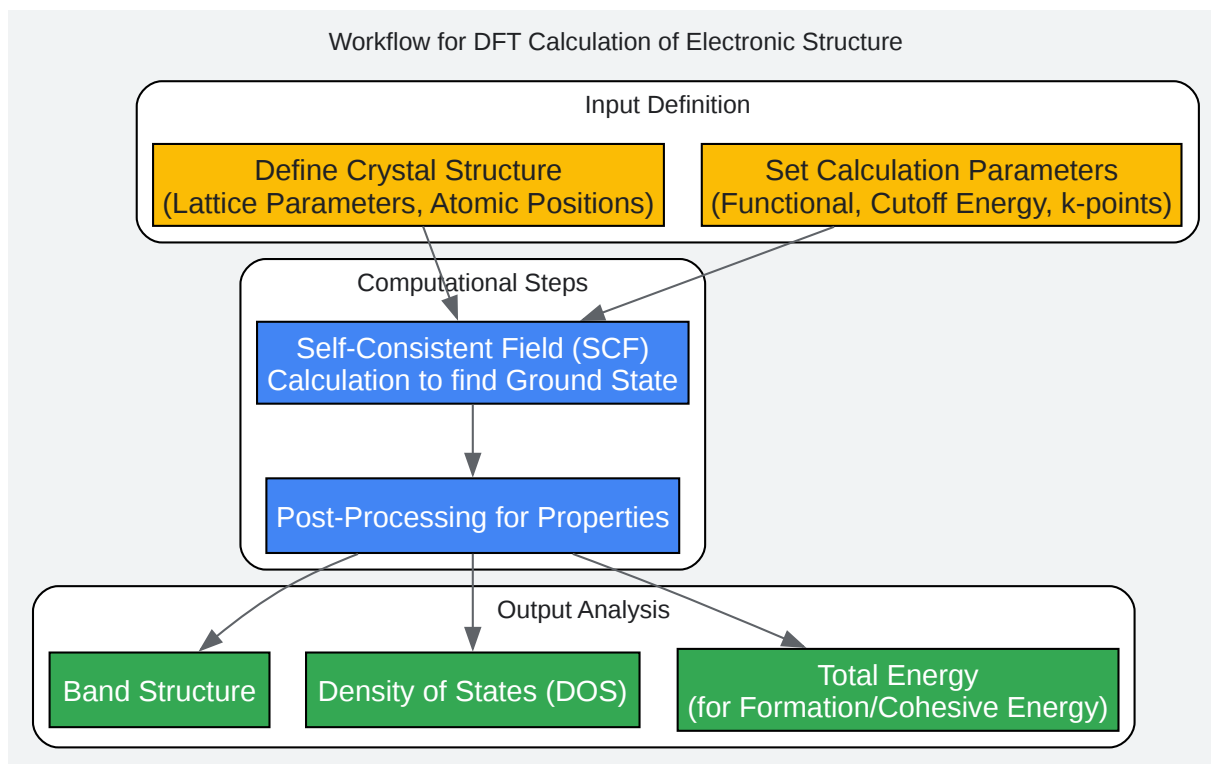 Workflow for DFT Calculation of Electronic Structure
Input Definition
Define Crystal Structure
(Lattice Parameters, Atomic Positions)
Set Calculation Parameters
(Functional, Cutoff Energy, k-points)
Computational Steps
Self-Consistent Field (SCF)
Calculation to find Ground State
Post-Processing for Properties
Output Analysis
Band Structure
Density of States (DOS)
Total Energy
(for Formation/Cohesive Energy)